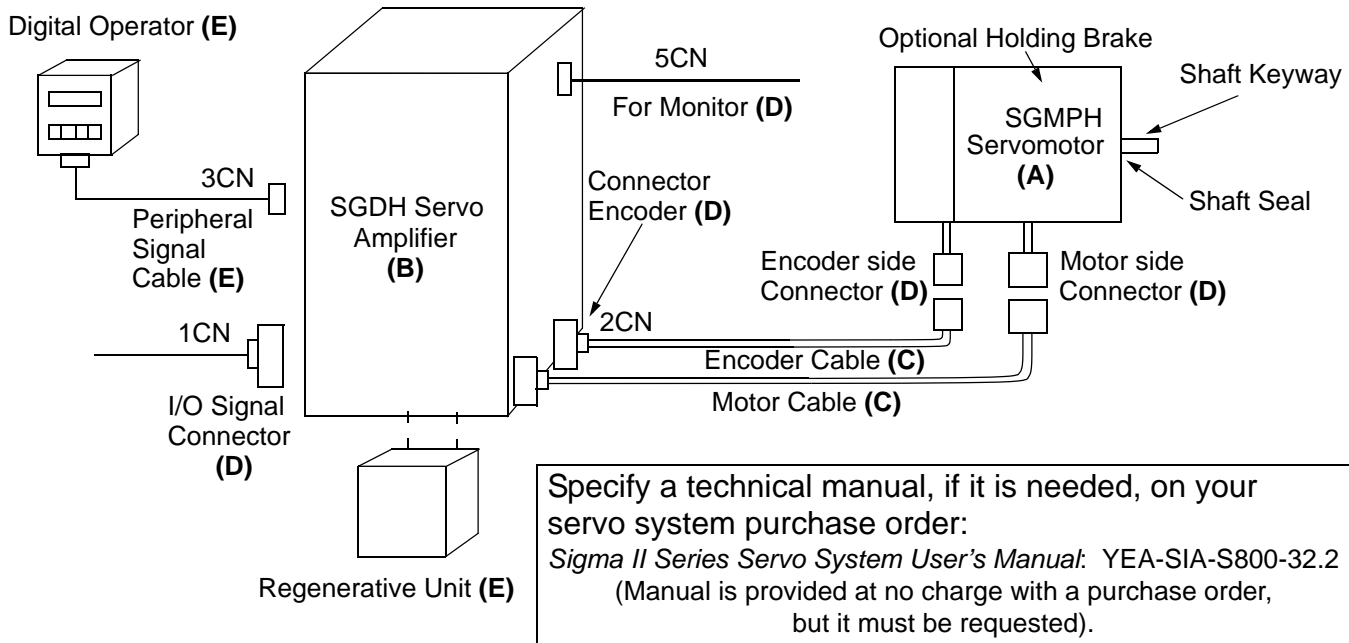 Digital Operator (E)
3CN
Peripheral
Signal
Cable (E)
1CN
I/O Signal
Connector
(D)
SGDH Servo
Amplifier
(B)
Regenerative Unit (E)
5CN
For Monitor (D)
Connector
Encoder (D)
2CN
Encoder Cable (C)
Motor Cable (C)
Optional Holding Brake
SGMPH
Servomotor
(A)
Shaft Keyway
Shaft Seal
Encoder side
Connector (D)
Motor side
Connector (D)
Specify a technical manual, if it is needed, on your
servo system purchase order:
Sigma II Series Servo System User's Manual: YEA-SIA-S800-32.2
(Manual is provided at no charge with a purchase order,
but it must be requested).